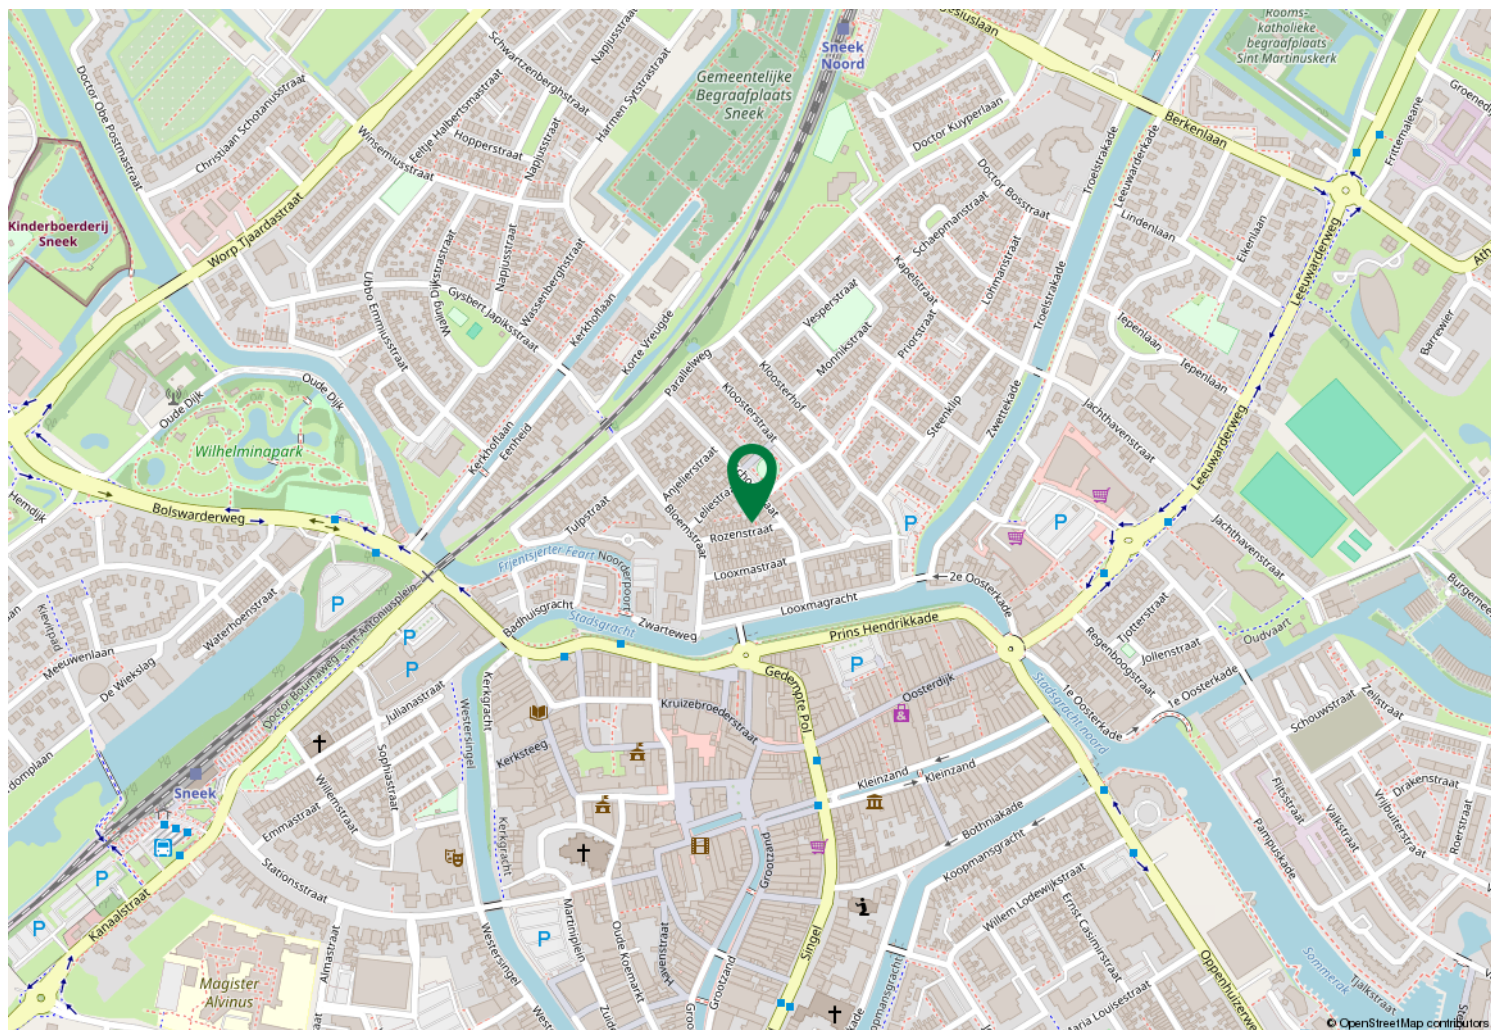 Sneek
Noord
Gemeentelijke
Begraafplaats
Sneek
Rooms-
katholieke
begraafplaats
Sint Martinuskerk
Groenedijk
Frittemaleane
Berkenlaan
Doctor Obe Postmastraat
Christiaan Schotanusstraat
Winsemiusstraat
Eeltje Halbertsmastraat
Schwartzenberghstraat
Napjusstraat
Hopperstraat
Napjusstraat
Harmen Sytstrastraat
Doctor Kuyperlaan
Doctor Bosstraat
Troelstrakade
Leeuwarderkade
Lindenlaan
Eikenlaan
Leeuwarderweg
Kinderboerderij
Sneek
Worp Tjaardastraat
Ubbo Emmiusstraat
Waling Dijkstrastraat
Napjusstraat
Wassenberghstraat
Gysbert Japiksstraat
Kerkhoflaan
Korte Vreugde
Schaepmanstraat
Kapelstraat
Lohmanstraat
Troelstrakade
Vesperstraat
Monnikstraat
Priorstraat
Iepenlaan
Iepenlaan
Barrewier
Parallelweg
Kloosterhof
Kloosterstraat
Steenklip
Zwettekade
Jachthavenstraat
Leeuwarderweg
Oude Dijk
Oude Dijk
Wilhelminapark
Kerkhoflaan
Eenheid
Hemdijk
Bolswarderweg
Tulpstraat
Anjelierstraat
Bloemstraat
Rozenstraat
Looxmastraat
P
P
Jachthavenstraat
Frjentsjerter Feart
Noorderpoort
Looxmagracht
2e Oosterkade
Kievitpad
Waterhoenstraat
Meeuwenlaan
De Wiekslag
P
Sint Antoniusplein
P
P
Badhuisgracht
Stadsgracht
Zwarteweg
Prins Hendrikkade
P
Regenboogstraat
Tjotterstraat
Jollenstraat
Oudvaart
Doctor Boumaweg
Julianastraat
Westersingel
Kerkgracht
Kruizebroederstraat
Gedempte Pol
Oosterdijk
Stadsgracht noord
1e Oosterkade
1e Oosterkade
Schouwstraat
Zeilstraat
Kerksteeg
Sophiastraat
Sneek
Willemstraat
Emmastraat
Kleinzand
Kleinzand
Bothniakade
Koopmansgracht
Flitsstraat
Valkstraat
Vrijbuiterstraat
Drakenstraat
Roerstraat
Pampuskade
Kerkgracht
Grootzand
Stationsstraat
P
Kanaalstraat
P
Almastraat
Westersingel
P
Martiniplein
Oude Koemarkt
Havenstraat
Grootzand
Singel
Willem Lodewijkstraat
Ernst Casimirstraat
Maria Louisestraat
Oppenhuizerweg
Sommerak
Tjalkstraat
Magister
Alvinus
© OpenStreetMap contributors